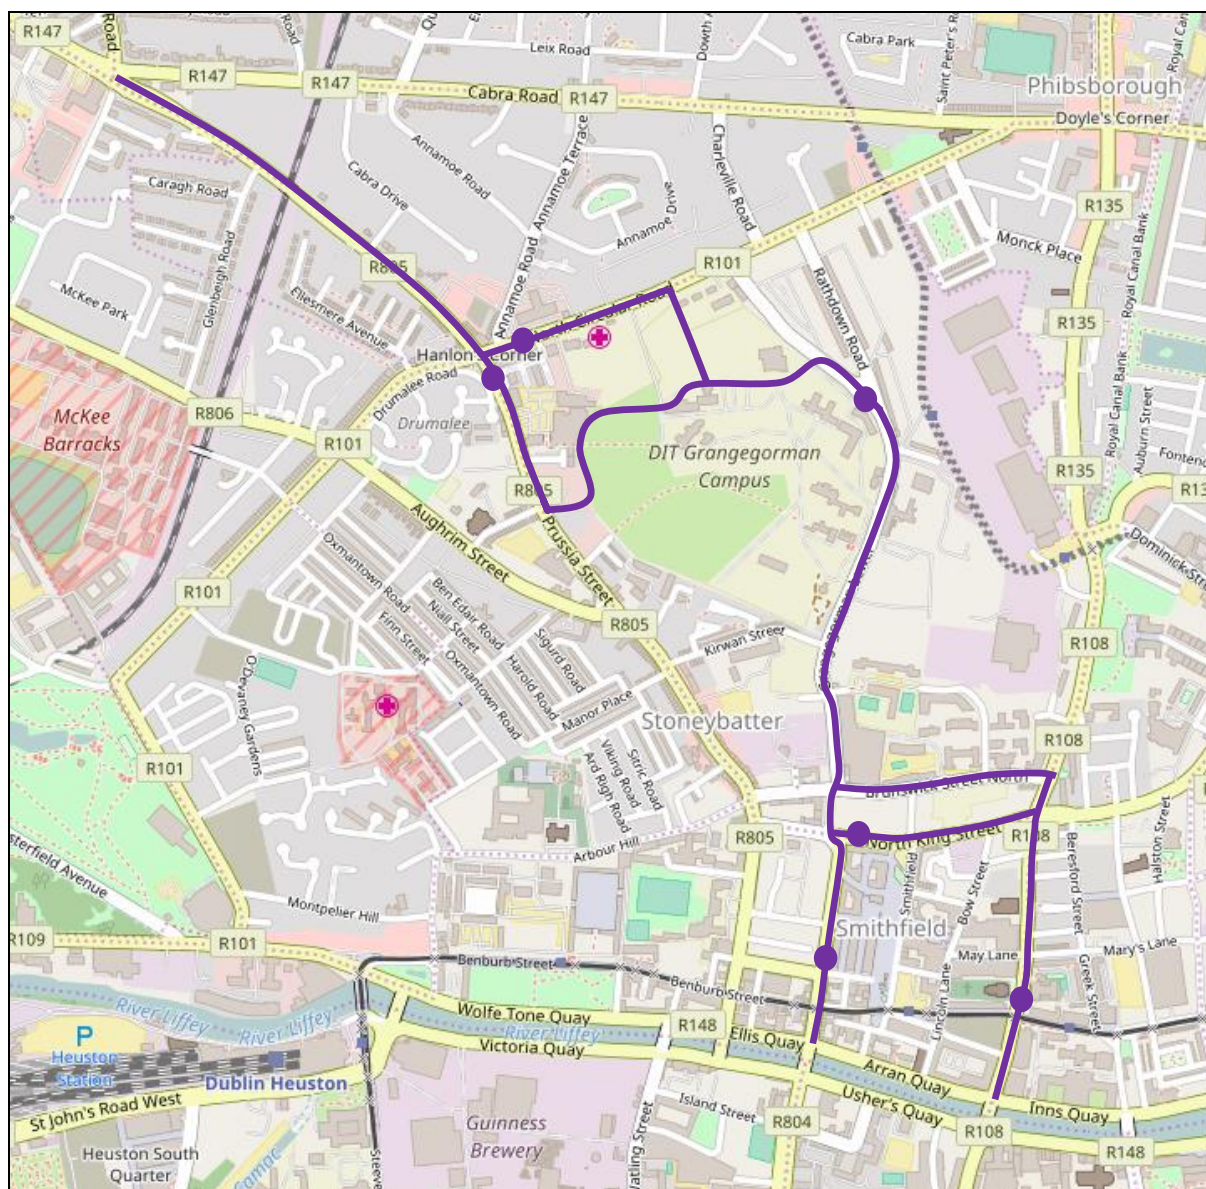 R147
Road
Road
Leix Road
Cabra Park
R147
R147
Cabra Road
R147
Phibsborough
Doyle's Corner
Charleville Road
Annamoe Terrace
Annamoe Road
Cabra Drive
Caragh Road
Glenbeigh Road
Annamoe Drive
R135
Monck Place
Royal Canal Bank
R101
Annamoe Road
Rathdown Road
McKee Park
Ellesmere Avenue
R135
Hanlon's Corner
Drumalee Road
Drumalee
R806
McKee
Barracks
R101
DIT Grangegorman
Campus
Royal Canal Bank
Auburn Street
R135
Aughrim Street
Prussia Street
Oxmantown Road
Ben Edair Road
Niall Street
Finn Street
R101
R805
Kirwan Street
R108
Sigurd Road
Harold Road
Oxmantown Road
Manor Place
O'Devaney Gardens
Stoneybatter
Viking Road
Ard Righ Road
Sitric Road
R101
R108
Brunswick Street North
R805
North King Street
R108
Arbour Hill
Beresford Street
Halston Street
Smithfield
Bow Street
Montpelier Hill
Smithfield
R109
R101
May Lane
Mary's Lane
Greek Street
Lincoln Lane
Benburb Street
Benburb Street
River Liffey
River Liffey
Wolfe Tone Quay
River Liffey
R148
Ellis Quay
Victoria Quay
Arran Quay
P
Heuston
Station
Dublin Heuston
Usher's Quay
Inns Quay
St John's Road West
Guinness
Brewery
Island Street
R804
R108
R148
Heuston South
Quarter